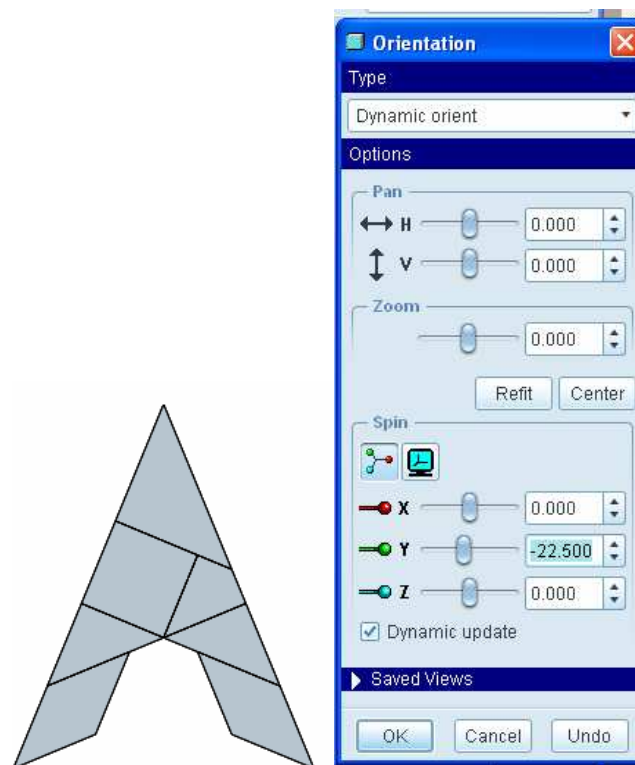 Orientation
Type
Dynamic orient
Options
Pan
H 0.000
V 0.000
Zoom
0.000
Refit Center
Spin
X 0.000
Y -22.500
Z 0.000
Dynamic update
Saved Views
OK Cancel Undo